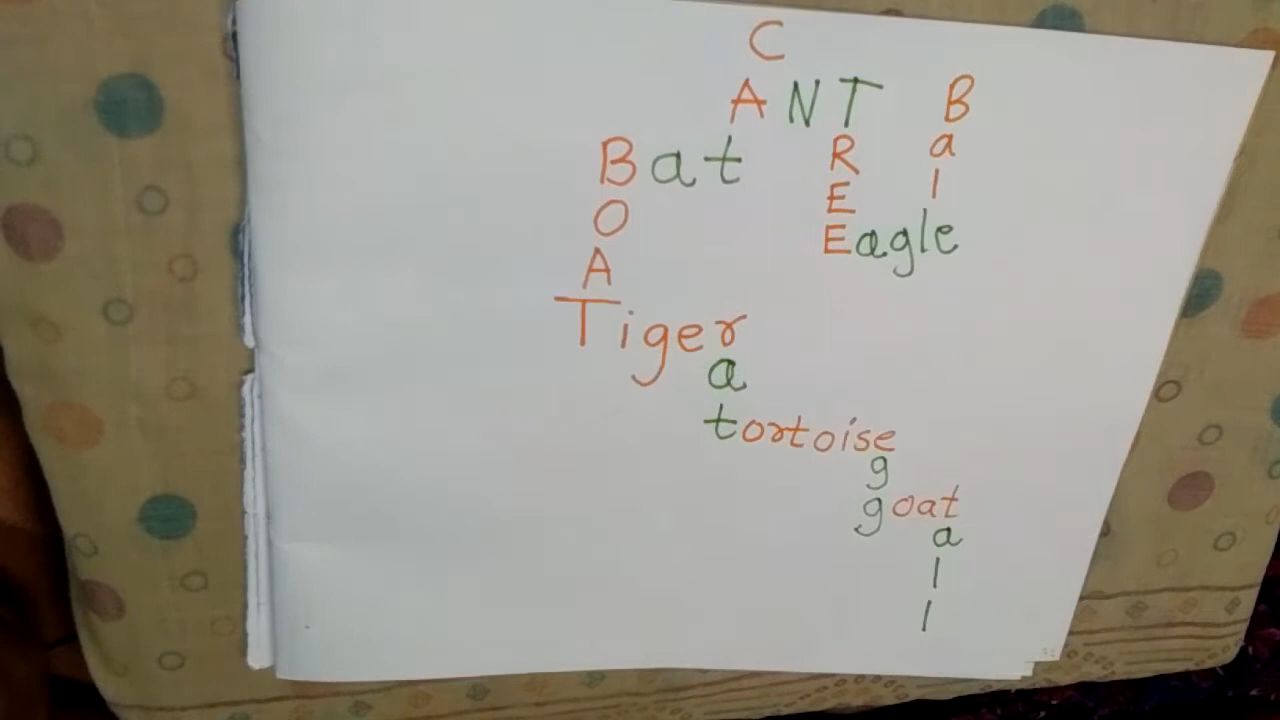 C
ANT B
Bat R a
O E l
A Eagle
Tiger
a
tortoise
g
goat
a
l
l